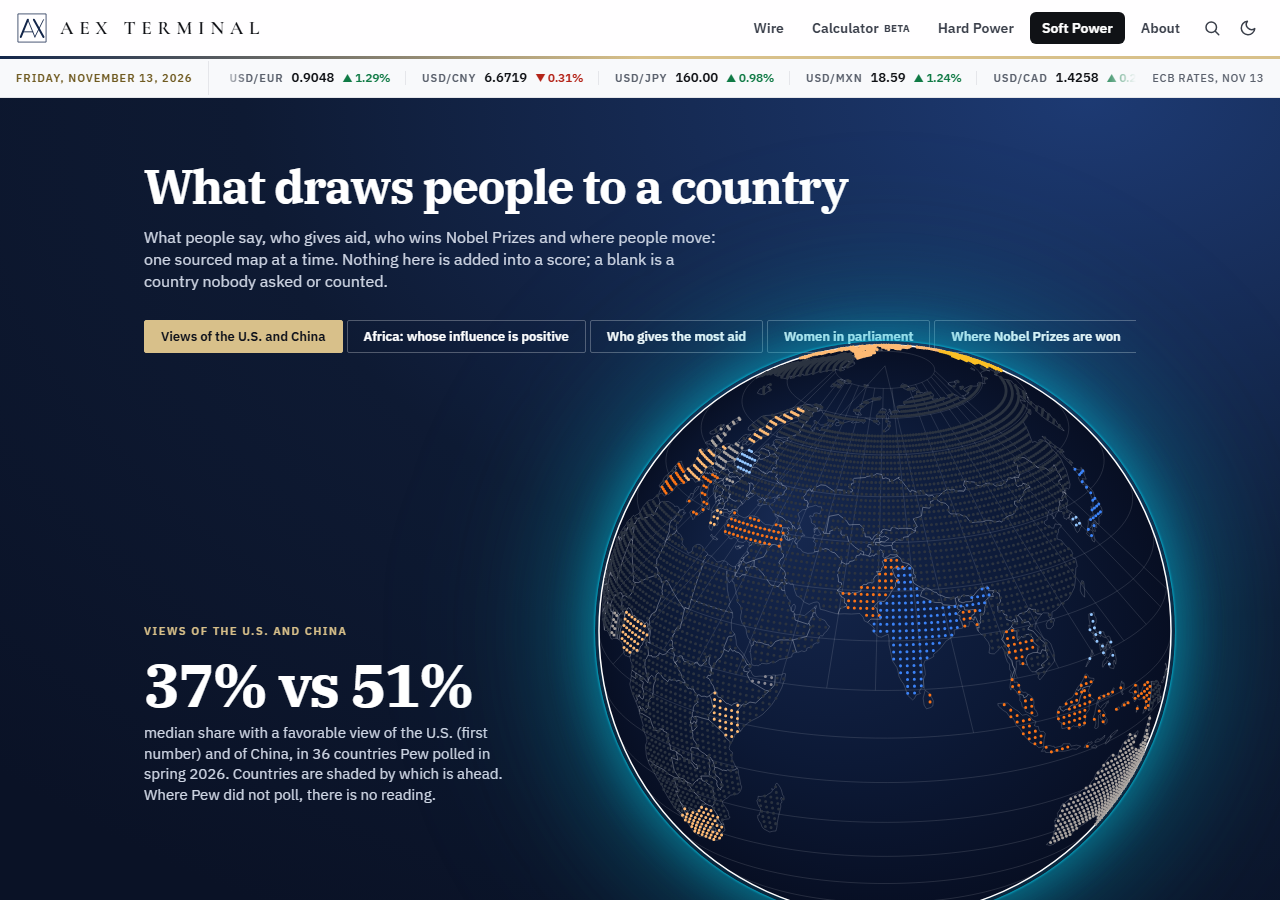 AEX TERMINAL
Wire Calculator BETA Hard Power Soft Power About
FRIDAY, NOVEMBER 13, 2026 USD/EUR 0.9048 ▲1.29% USD/CNY 6.6719 ▼0.31% USD/JPY 160.00 ▲0.98% USD/MXN 18.59 ▲1.24% USD/CAD 1.4258 ▲ ECB RATES, NOV 13
What draws people to a country
What people say, who gives aid, who wins Nobel Prizes and where people move:
one sourced map at a time. Nothing here is added into a score; a blank is a
country nobody asked or counted.
Views of the U.S. and China Africa: whose influence is positive Who gives the most aid Women in parliament Where Nobel Prizes are won
VIEWS OF THE U.S. AND CHINA
37% vs 51%
median share with a favorable view of the U.S. (first
number) and of China, in 36 countries Pew polled in
spring 2026. Countries are shaded by which is ahead.
Where Pew did not poll, there is no reading.